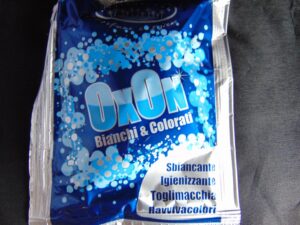 OXON
Bianchi & Colorati
Sbiancante
Igienizzante
Toglimacchia
Ravvivacolori